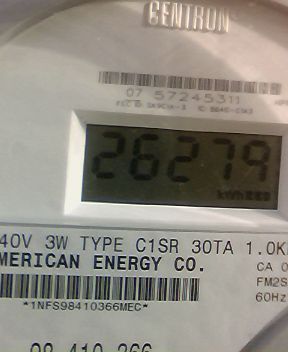 CENTRON
07 57245311
26279
kWh
40V 3W TYPE C1SR 30TA 1.0K
MERICAN ENERGY CO.
CA 0
FM2S
60Hz
*1NFS98410366MEC*
98 410 366